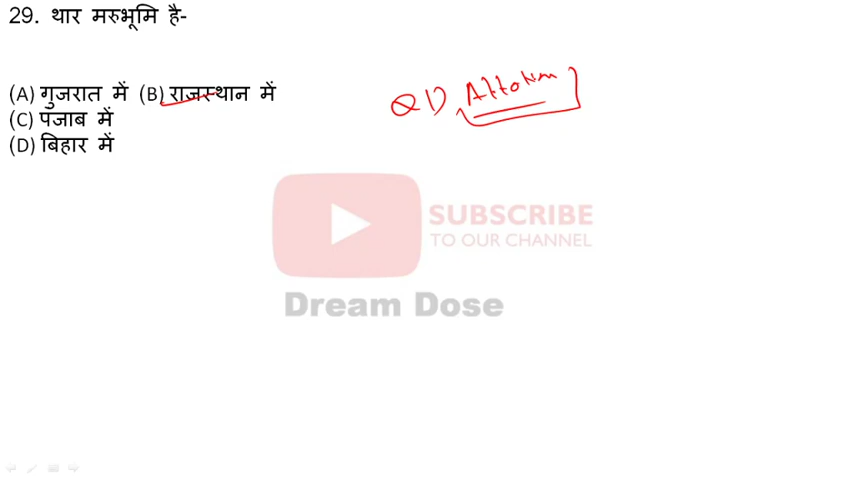 29. थार मरुभूमि है-
(A) गुजरात में (B) राजस्थान में
(C) पंजाब में
(D) बिहार में
SUBSCRIBE
TO OUR CHANNEL
Dream Dose